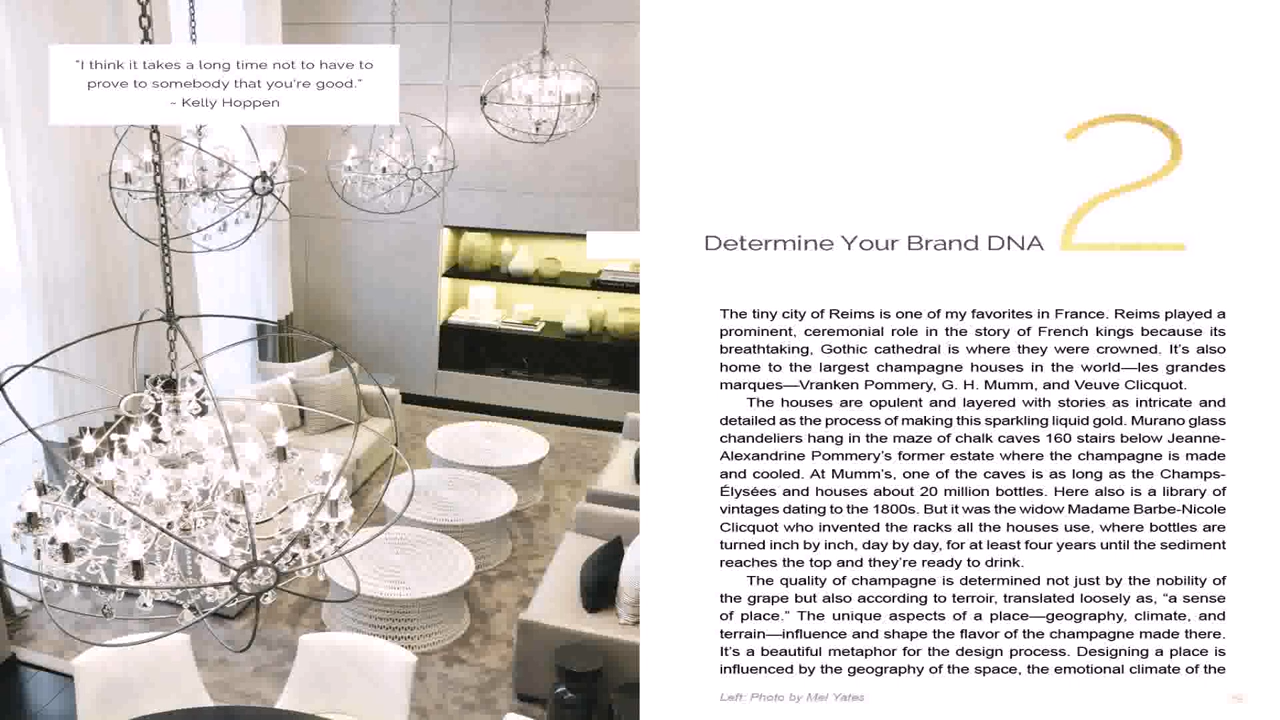 "I think it takes a long time not to have to
prove to somebody that you're good."
~ Kelly Hoppen
2
Determine Your Brand DNA
The tiny city of Reims is one of my favorites in France. Reims played a
prominent, ceremonial role in the story of French kings because its
breathtaking, Gothic cathedral is where they were crowned. It's also
home to the largest champagne houses in the world—les grandes
marques—Vranken Pommery, G. H. Mumm, and Veuve Clicquot.
The houses are opulent and layered with stories as intricate and
detailed as the process of making this sparkling liquid gold. Murano glass
chandeliers hang in the maze of chalk caves 160 stairs below Jeanne-
Alexandrine Pommery's former estate where the champagne is made
and cooled. At Mumm's, one of the caves is as long as the Champs-
Élysées and houses about 20 million bottles. Here also is a library of
vintages dating to the 1800s. But it was the widow Madame Barbe-Nicole
Clicquot who invented the racks all the houses use, where bottles are
turned inch by inch, day by day, for at least four years until the sediment
reaches the top and they're ready to drink.
The quality of champagne is determined not just by the nobility of
the grape but also according to terroir, translated loosely as, "a sense
of place." The unique aspects of a place—geography, climate, and
terrain—influence and shape the flavor of the champagne made there.
It's a beautiful metaphor for the design process. Designing a place is
influenced by the geography of the space, the emotional climate of the
Left: Photo by Mel Yates